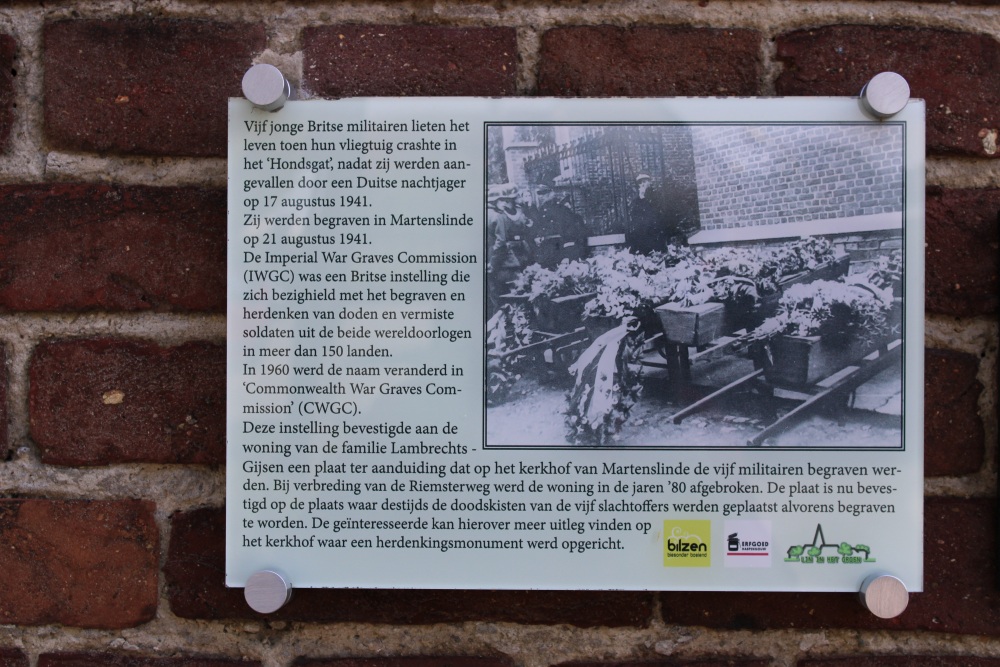 Vijf jonge Britse militairen lieten het
leven toen hun vliegtuig crashte in
het ‘Hondsgat’, nadat zij werden aan-
gevallen door een Duitse nachtjager
op 17 augustus 1941.
Zij werden begraven in Martenslinde
op 21 augustus 1941.
De Imperial War Graves Commission
(IWGC) was een Britse instelling die
zich bezighield met het begraven en
herdenken van doden en vermiste
soldaten uit de beide wereldoorlogen
in meer dan 150 landen.
In 1960 werd de naam veranderd in
‘Commonwealth War Graves Com-
mission’ (CWGC).
Deze instelling bevestigde aan de
woning van de familie Lambrechts -
Gijsen een plaat ter aanduiding dat op het kerkhof van Martenslinde de vijf militairen begraven wer-
den. Bij verbreding van de Riemsterweg werd de woning in de jaren ’80 afgebroken. De plaat is nu beves-
tigd op de plaats waar destijds de doodskisten van de vijf slachtoffers werden geplaatst alvorens begraven
te worden. De geïnteresseerde kan hierover meer uitleg vinden op
het kerkhof waar een herdenkingsmonument werd opgericht.
bilzen
bijzonder boeiend
ERFGOED
HASPENGOUW
LIN IN HET GROEN